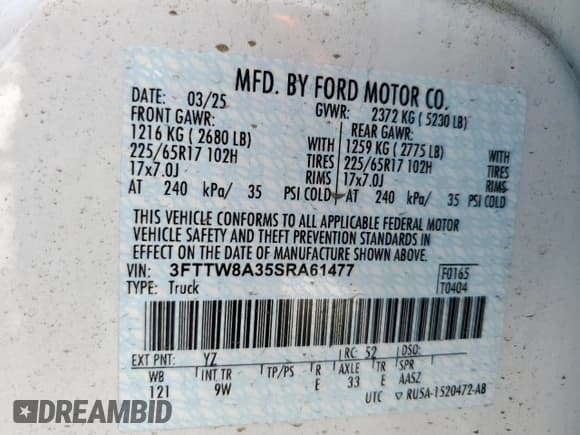 MFD. BY FORD MOTOR CO.
DATE: 03/25 GVWR: 2372 KG ( 5230 LB)
FRONT GAWR: REAR GAWR:
1216 KG ( 2680 LB) WITH 1259 KG ( 2775 LB) WITH
225/65R17 102H TIRES 225/65R17 102H TIRES
17x7.0J RIMS 17x7.0J RIMS
AT 240 kPa/ 35 PSI COLD AT 240 kPa/ 35 PSI COLD
THIS VEHICLE CONFORMS TO ALL APPLICABLE FEDERAL MOTOR
VEHICLE SAFETY AND THEFT PREVENTION STANDARDS IN
EFFECT ON THE DATE OF MANUFACTURE SHOWN ABOVE.
VIN: 3FTTW8A35SRA61477 F0165
TYPE: Truck T0404
EXT PNT: YZ RC: 52 DSO:
WB INT TR TP/PS R AXLE TR SPR
121 9W E 33 E AASZ
UTC RU5A-1520472-AB
DREAMBID